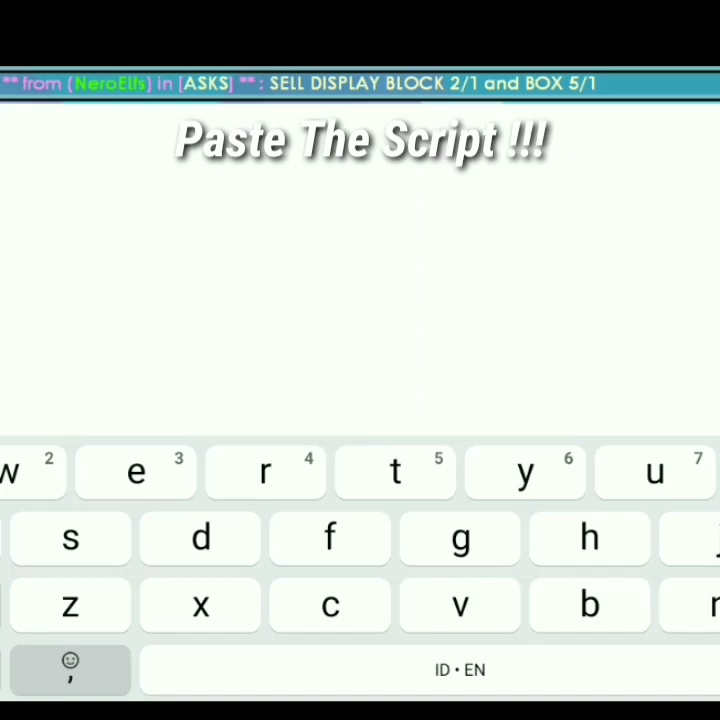 ** from (NeroElfs) in [ASKS] ** : SELL DISPLAY BLOCK 2/1 and BOX 5/1
Paste The Script !!!
w 2 e 3 r 4 t 5 y 6 u 7
s d f g h j
z x c v b n
, ID • EN